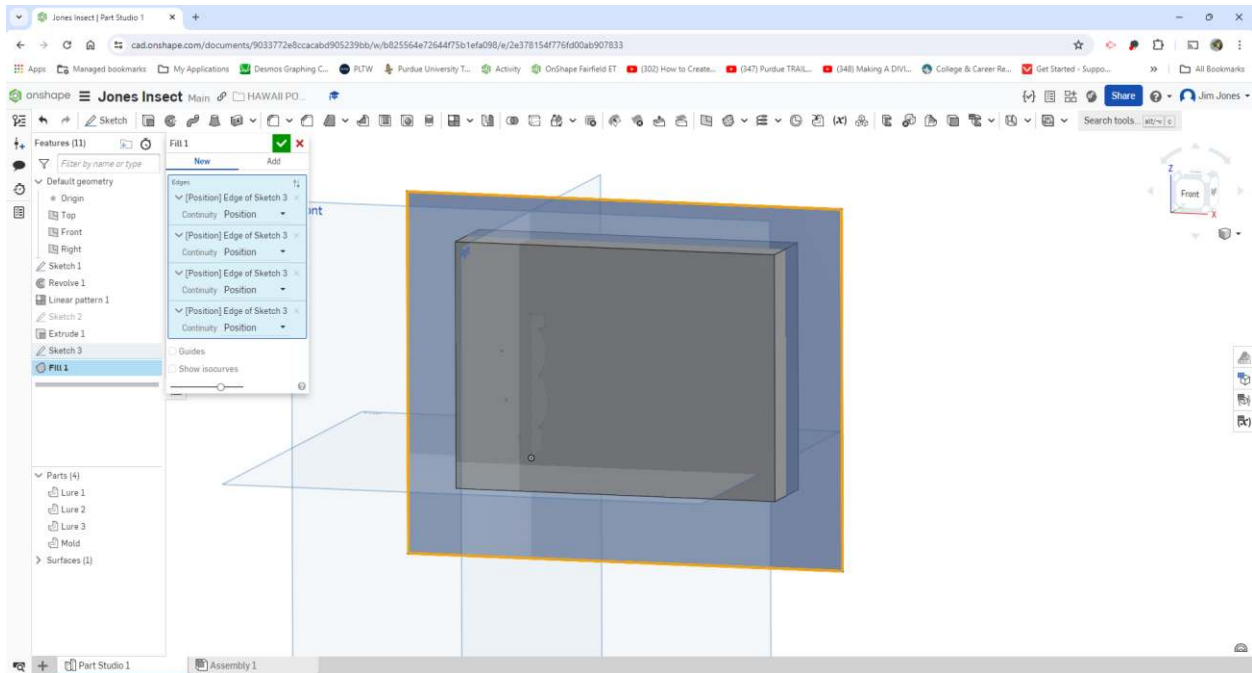 Jones Insect | Part Studio 1
cad.onshape.com/documents/9033772e8ccacabd905239bb/w/b825564e72644f75b1efa098/e/2e378154f776fd00ab907833
Apps Managed bookmarks My Applications Desmos Graphing C... PLTW Purdue University T... Activity OnShape Fairfield ET (302) How to Create... (347) Purdue TRAIL... (348) Making A DIVI... College & Career Re... Get Started - Suppo... » All Bookmarks
onshape Jones Insect Main HAWAII PO... Share Jim Jones
Sketch Search tools... alt/⌥ c
Features (11)
Filter by name or type
Default geometry
Origin
Top
Front
Right
Sketch 1
Revolve 1
Linear pattern 1
Sketch 2
Extrude 1
Sketch 3
Fill 1
Parts (4)
Lure 1
Lure 2
Lure 3
Mold
Surfaces (1)
Fill 1
New Add
Edges
[Position] Edge of Sketch 3
Continuity Position
[Position] Edge of Sketch 3
Continuity Position
[Position] Edge of Sketch 3
Continuity Position
[Position] Edge of Sketch 3
Continuity Position
Guides
Show isocurves
ont
Z
Front
X
Part Studio 1 Assembly 1